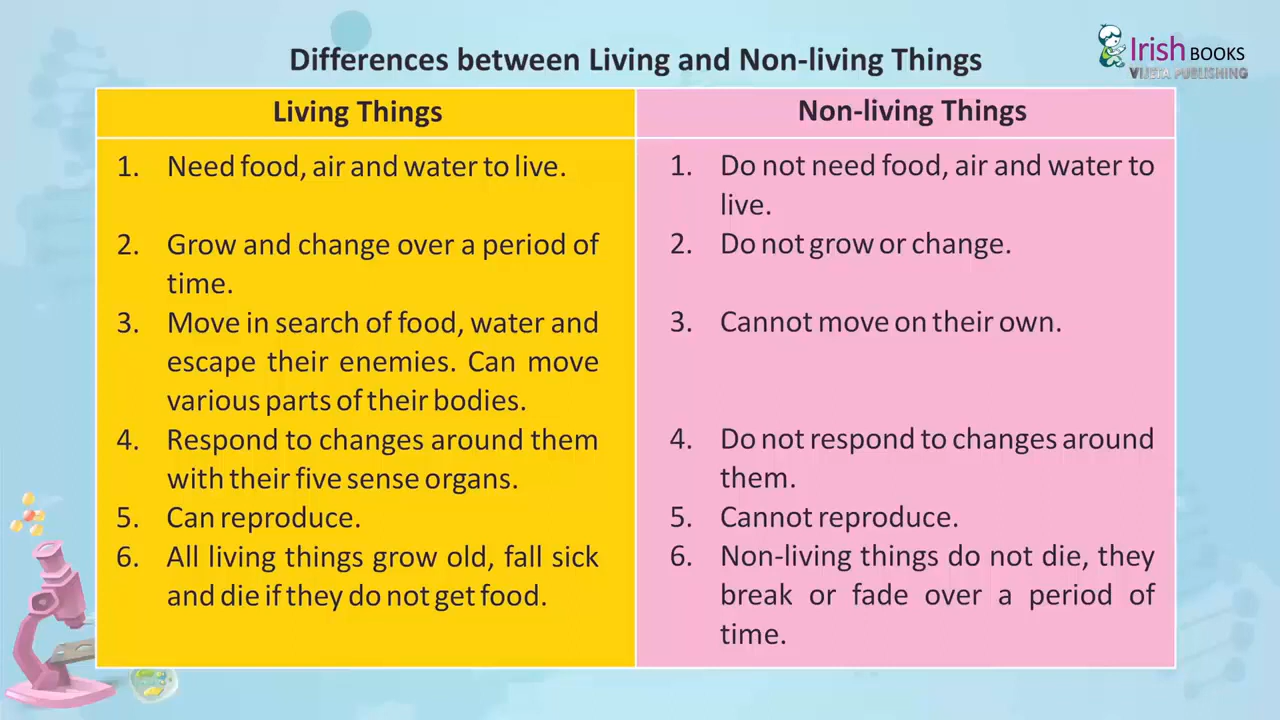 Irish BOOKS
VIJETA PUBLISHING
Differences between Living and Non-living Things
Living Things
1. Need food, air and water to live.
2. Grow and change over a period of
time.
3. Move in search of food, water and
escape their enemies. Can move
various parts of their bodies.
4. Respond to changes around them
with their five sense organs.
5. Can reproduce.
6. All living things grow old, fall sick
and die if they do not get food.
Non-living Things
1. Do not need food, air and water to
live.
2. Do not grow or change.
3. Cannot move on their own.
4. Do not respond to changes around
them.
5. Cannot reproduce.
6. Non-living things do not die, they
break or fade over a period of
time.